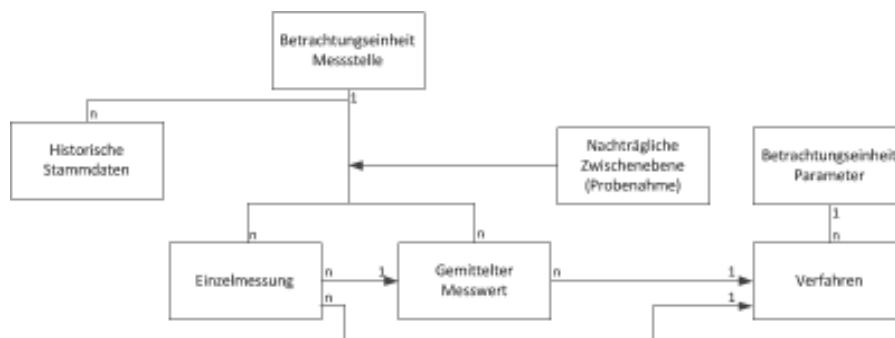 Betrachtungseinheit
Messstelle
1
n
Historische
Stammdaten
Nachträgliche
Zwischenebene
(Probenahme)
Betrachtungseinheit
Parameter
1
n
n
n
Einzelmessung
n
1
n
Gemittelter
Messwert
n
1
1
Verfahren